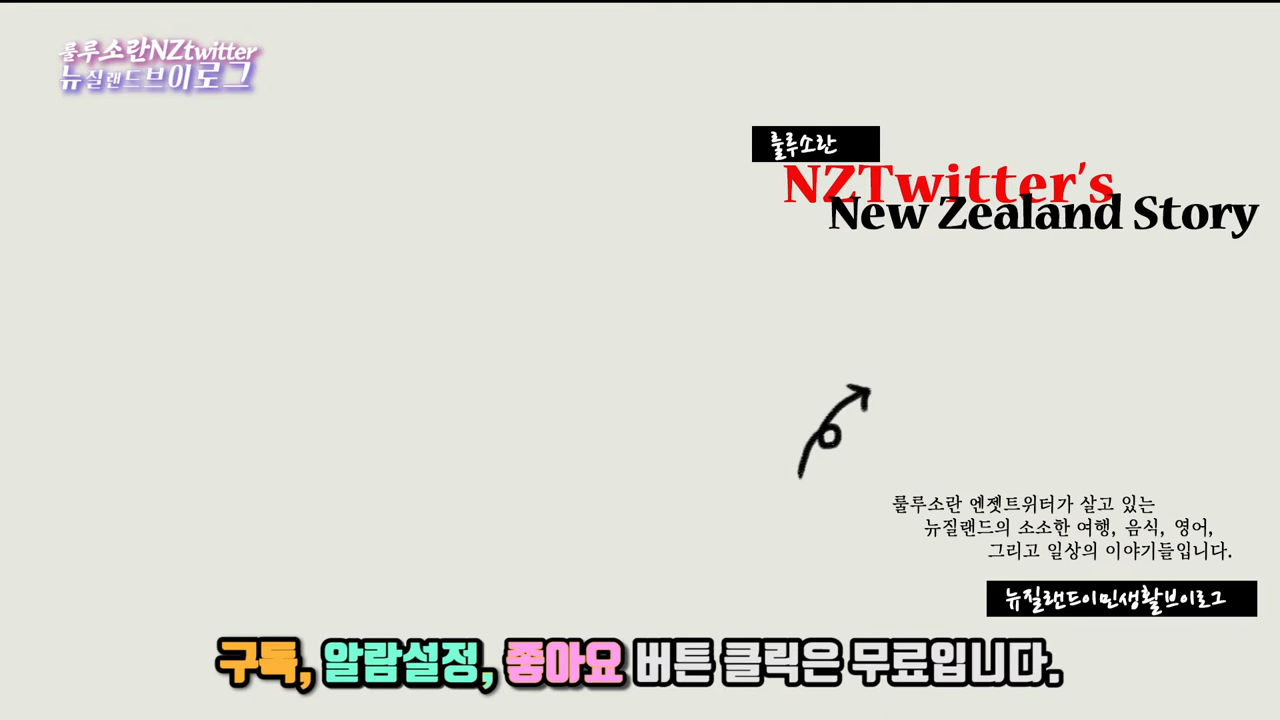 룰루소란NZtwitter
뉴질랜드브이로그
룰루소란
NZTwitter's
New Zealand Story
룰루소란 엔젯트위터가 살고 있는
뉴질랜드의 소소한 여행, 음식, 영어,
그리고 일상의 이야기들입니다.
뉴질랜드이민생활브이로그
구독, 알람설정, 좋아요 버튼 클릭은 무료입니다.